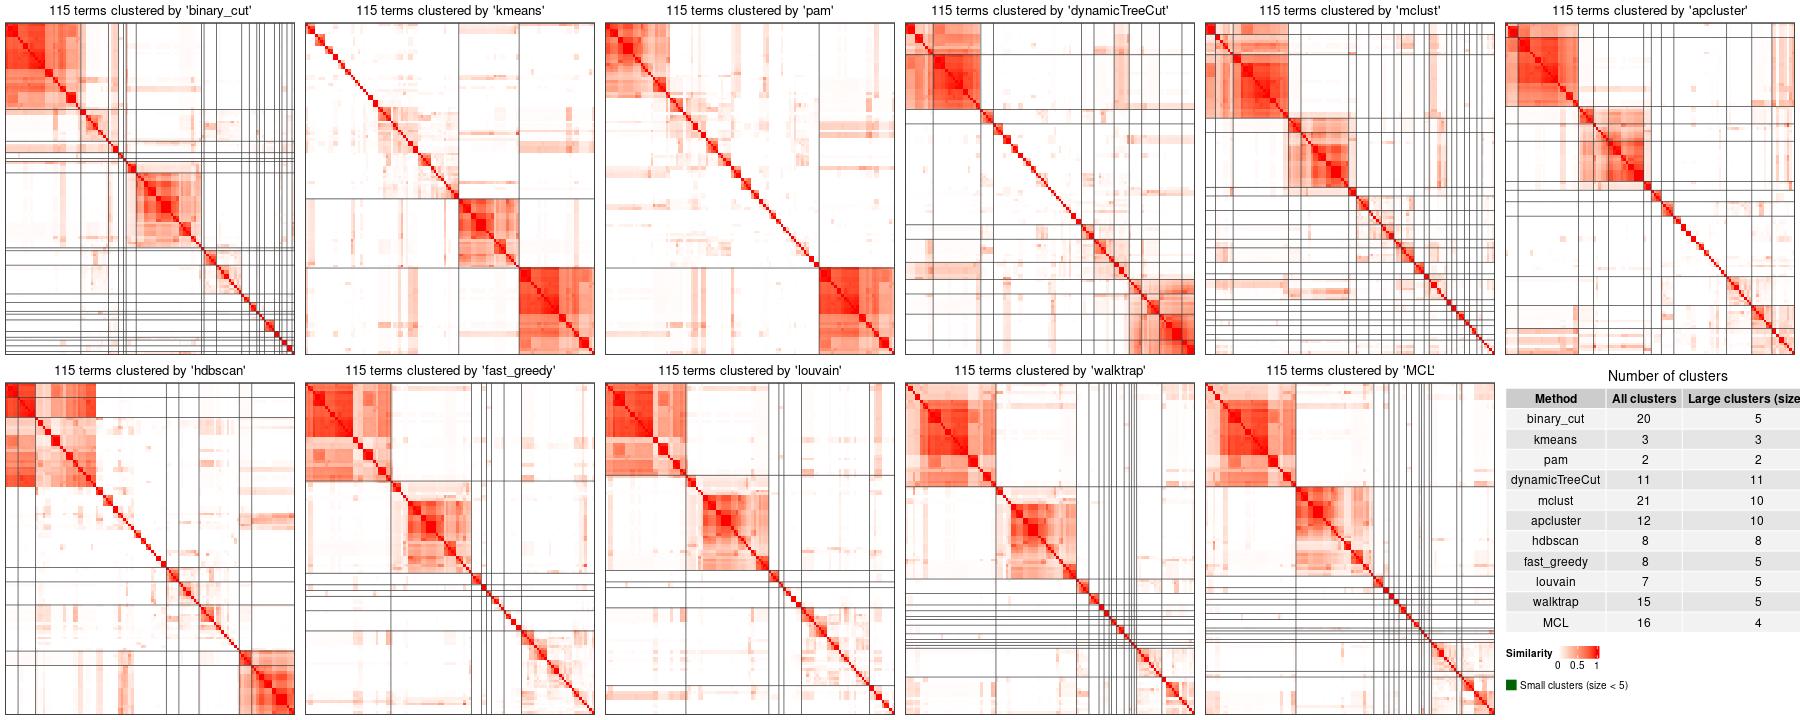 115 terms clustered by 'binary_cut'
115 terms clustered by 'kmeans'
115 terms clustered by 'pam'
115 terms clustered by 'dynamicTreeCut'
115 terms clustered by 'mclust'
115 terms clustered by 'apcluster'
115 terms clustered by 'hdbscan'
115 terms clustered by 'fast_greedy'
115 terms clustered by 'louvain'
115 terms clustered by 'walktrap'
115 terms clustered by 'MCL'
Number of clusters
Method All clusters Large clusters (size
binary_cut 20 5
kmeans 3 3
pam 2 2
dynamicTreeCut 11 11
mclust 21 10
apcluster 12 10
hdbscan 8 8
fast_greedy 8 5
louvain 7 5
walktrap 15 5
MCL 16 4
Similarity
0 0.5 1
Small clusters (size < 5)